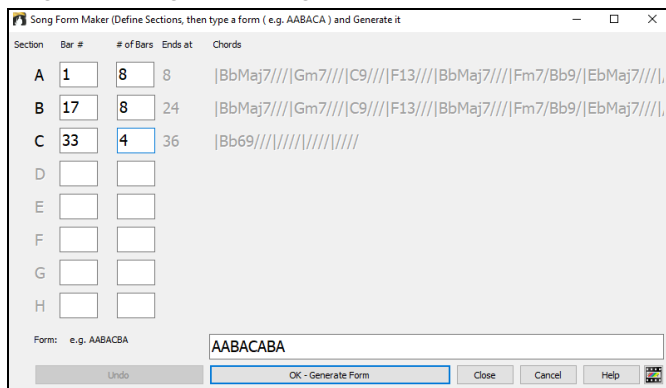 Song Form Maker (Define Sections, then type a form ( e.g. AABACA ) and Generate it
Section Bar # # of Bars Ends at Chords
A 1 8 8 |BbMaj7///|Gm7///|C9///|F13///|BbMaj7///|Fm7/Bb9/|EbMaj7///|,
B 17 8 24 |BbMaj7///|Gm7///|C9///|F13///|BbMaj7///|Fm7/Bb9/|EbMaj7///|,
C 33 4 36 |Bb69///|////|////|////
D
E
F
G
H
Form: e.g. AABACBA AABACABA
Undo OK - Generate Form Close Cancel Help